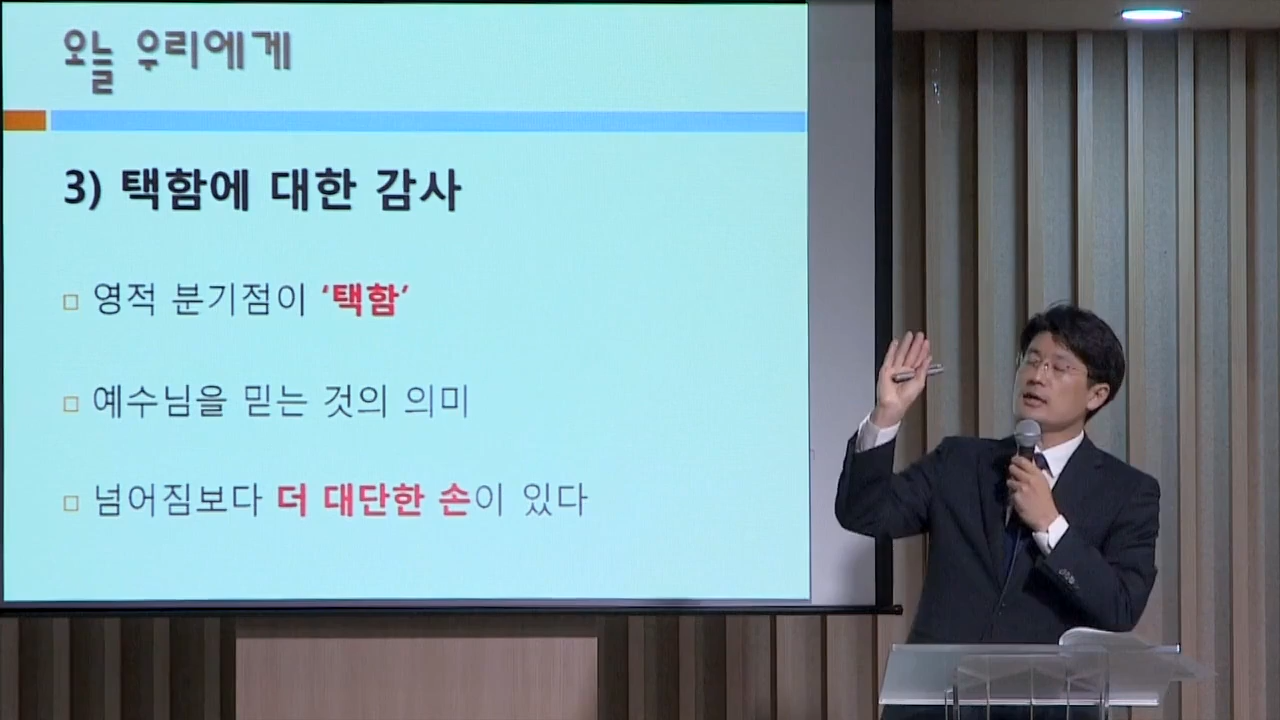 오늘 우리에게
3) 택함에 대한 감사
영적 분기점이 ‘택함’
예수님을 믿는 것의 의미
넘어짐보다 더 대단한 손이 있다